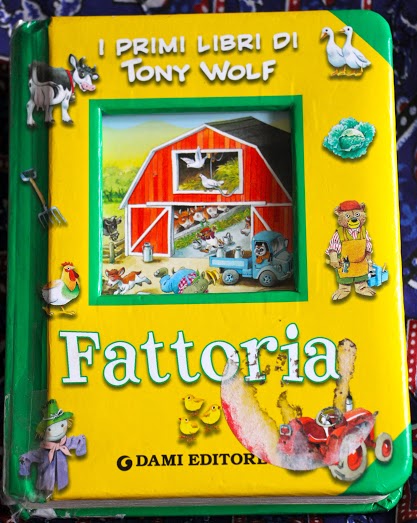 I PRIMI LIBRI DI
TONY WOLF
Fattoria
DAMI EDITORE